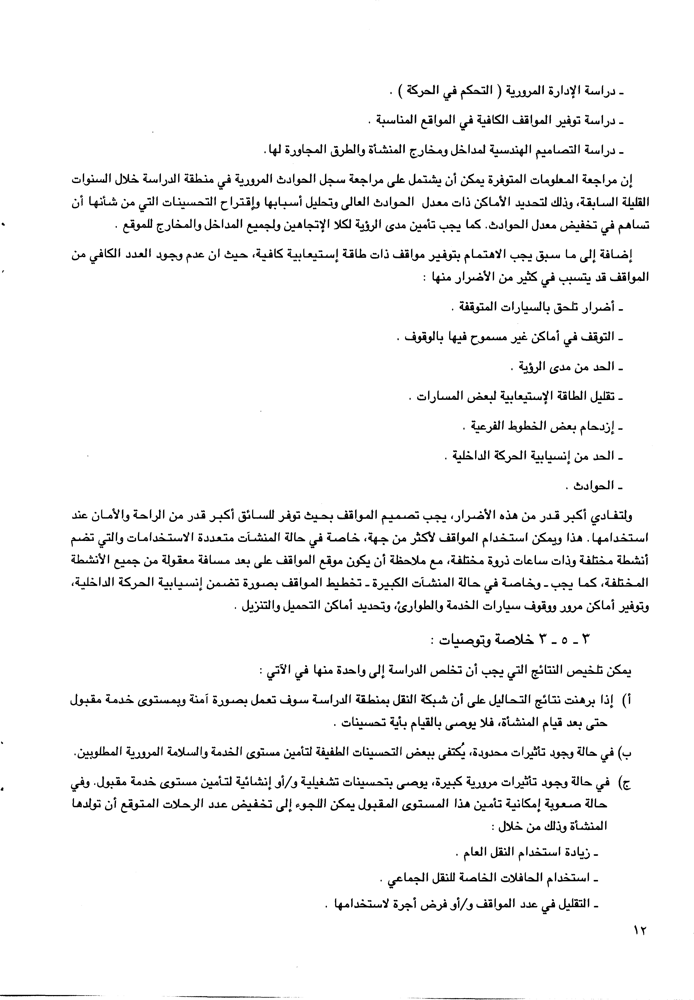 ـ دراسة الإدارة المرورية ( التحكم في الحركة ) .
ـ دراسة توفير المواقف الكافية في المواقع المناسبة .
ـ دراسة التصاميم الهندسية لمداخل ومخارج المنشأة والطرق المجاورة لها.
إن مراجعة المعلومات المتوفرة يمكن أن يشتمل على مراجعة سجل الحوادث المرورية في منطقة الدراسة خلال السنوات
القليلة السابقة، وذلك لتحديد الأماكن ذات معدل الحوادث العالى وتحليل أسبابها وإقتراح التحسينات التي من شأنها أن
تساهم في تخفيض معدل الحوادث. كما يجب تأمين مدى الرؤية لكلا الإتجاهين ولجميع المداخل والمخارج للموقع .
إضافة إلى ما سبق يجب الاهتمام بتوفير مواقف ذات طاقة إستيعابية كافية، حيث ان عدم وجود العدد الكافي من
المواقف قد يتسبب في كثير من الأضرار منها :
ـ أضرار تلحق بالسيارات المتوقفة .
ـ التوقف في أماكن غير مسموح فيها بالوقوف .
ـ الحد من مدى الرؤية .
ـ تقليل الطاقة الإستيعابية لبعض المسارات .
ـ إزدحام بعض الخطوط الفرعية .
ـ الحد من إنسيابية الحركة الداخلية .
ـ الحوادث .
ولتفادي أكبر قدر من هذه الأضرار، يجب تصميم المواقف بحيث توفر للسائق أكبر قدر من الراحة والأمان عند
استخدامها. هذا ويمكن استخدام المواقف لأكثر من جهة، خاصة في حالة المنشآت متعددة الاستخدامات والتي تضم
أنشطة مختلفة وذات ساعات ذروة مختلفة، مع ملاحظة أن يكون موقع المواقف على بعد مسافة معقولة من جميع الأنشطة
المختلفة، كما يجب ـ وخاصة في حالة المنشآت الكبيرة ـ تخطيط المواقف بصورة تضمن إنسيابية الحركة الداخلية،
وتوفير أماكن مرور ووقوف سيارات الخدمة والطوارئ، وتحديد أماكن التحميل والتنزيل .
٣ ـ ٥ ـ ٣ خلاصة وتوصيات :
يمكن تلخيص النتائج التي يجب أن تخلص الدراسة إلى واحدة منها في الآتي :
أ) إذا برهنت نتائج التحاليل على أن شبكة النقل بمنطقة الدراسة سوف تعمل بصورة آمنة وبمستوى خدمة مقبول
حتى بعد قيام المنشأة، فلا يوصى بالقيام بأية تحسينات .
ب) في حالة وجود تأثيرات محدودة، يُكتفى ببعض التحسينات الطفيفة لتأمين مستوى الخدمة والسلامة المرورية المطلوبين.
ج) في حالة وجود تأثيرات مرورية كبيرة، يوصى بتحسينات تشغيلية و/أو إنشائية لتأمين مستوى خدمة مقبول. وفي
حالة صعوبة إمكانية تأمين هذا المستوى المقبول يمكن اللجوء إلى تخفيض عدد الرحلات المتوقع أن تولدها
المنشأة وذلك من خلال :
ـ زيادة استخدام النقل العام .
ـ استخدام الحافلات الخاصة للنقل الجماعي .
ـ التقليل في عدد المواقف و/أو فرض أجرة لاستخدامها .
١٢